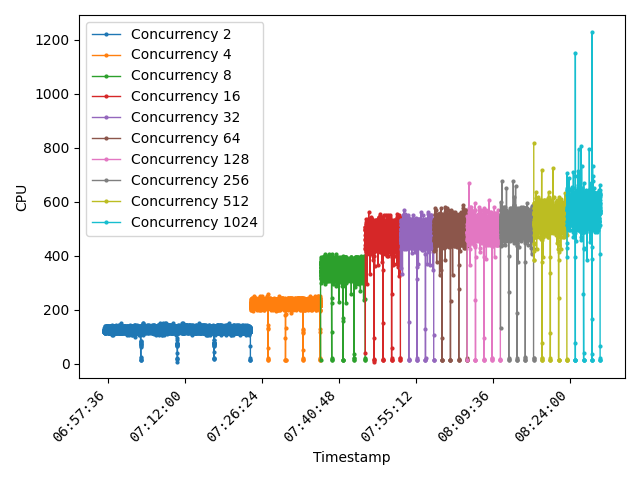 Concurrency 2
Concurrency 4
Concurrency 8
Concurrency 16
Concurrency 32
Concurrency 64
Concurrency 128
Concurrency 256
Concurrency 512
Concurrency 1024
1200
1000
800
600
400
200
0
CPU
06:57:36
07:12:00
07:26:24
07:40:48
07:55:12
08:09:36
08:24:00
Timestamp